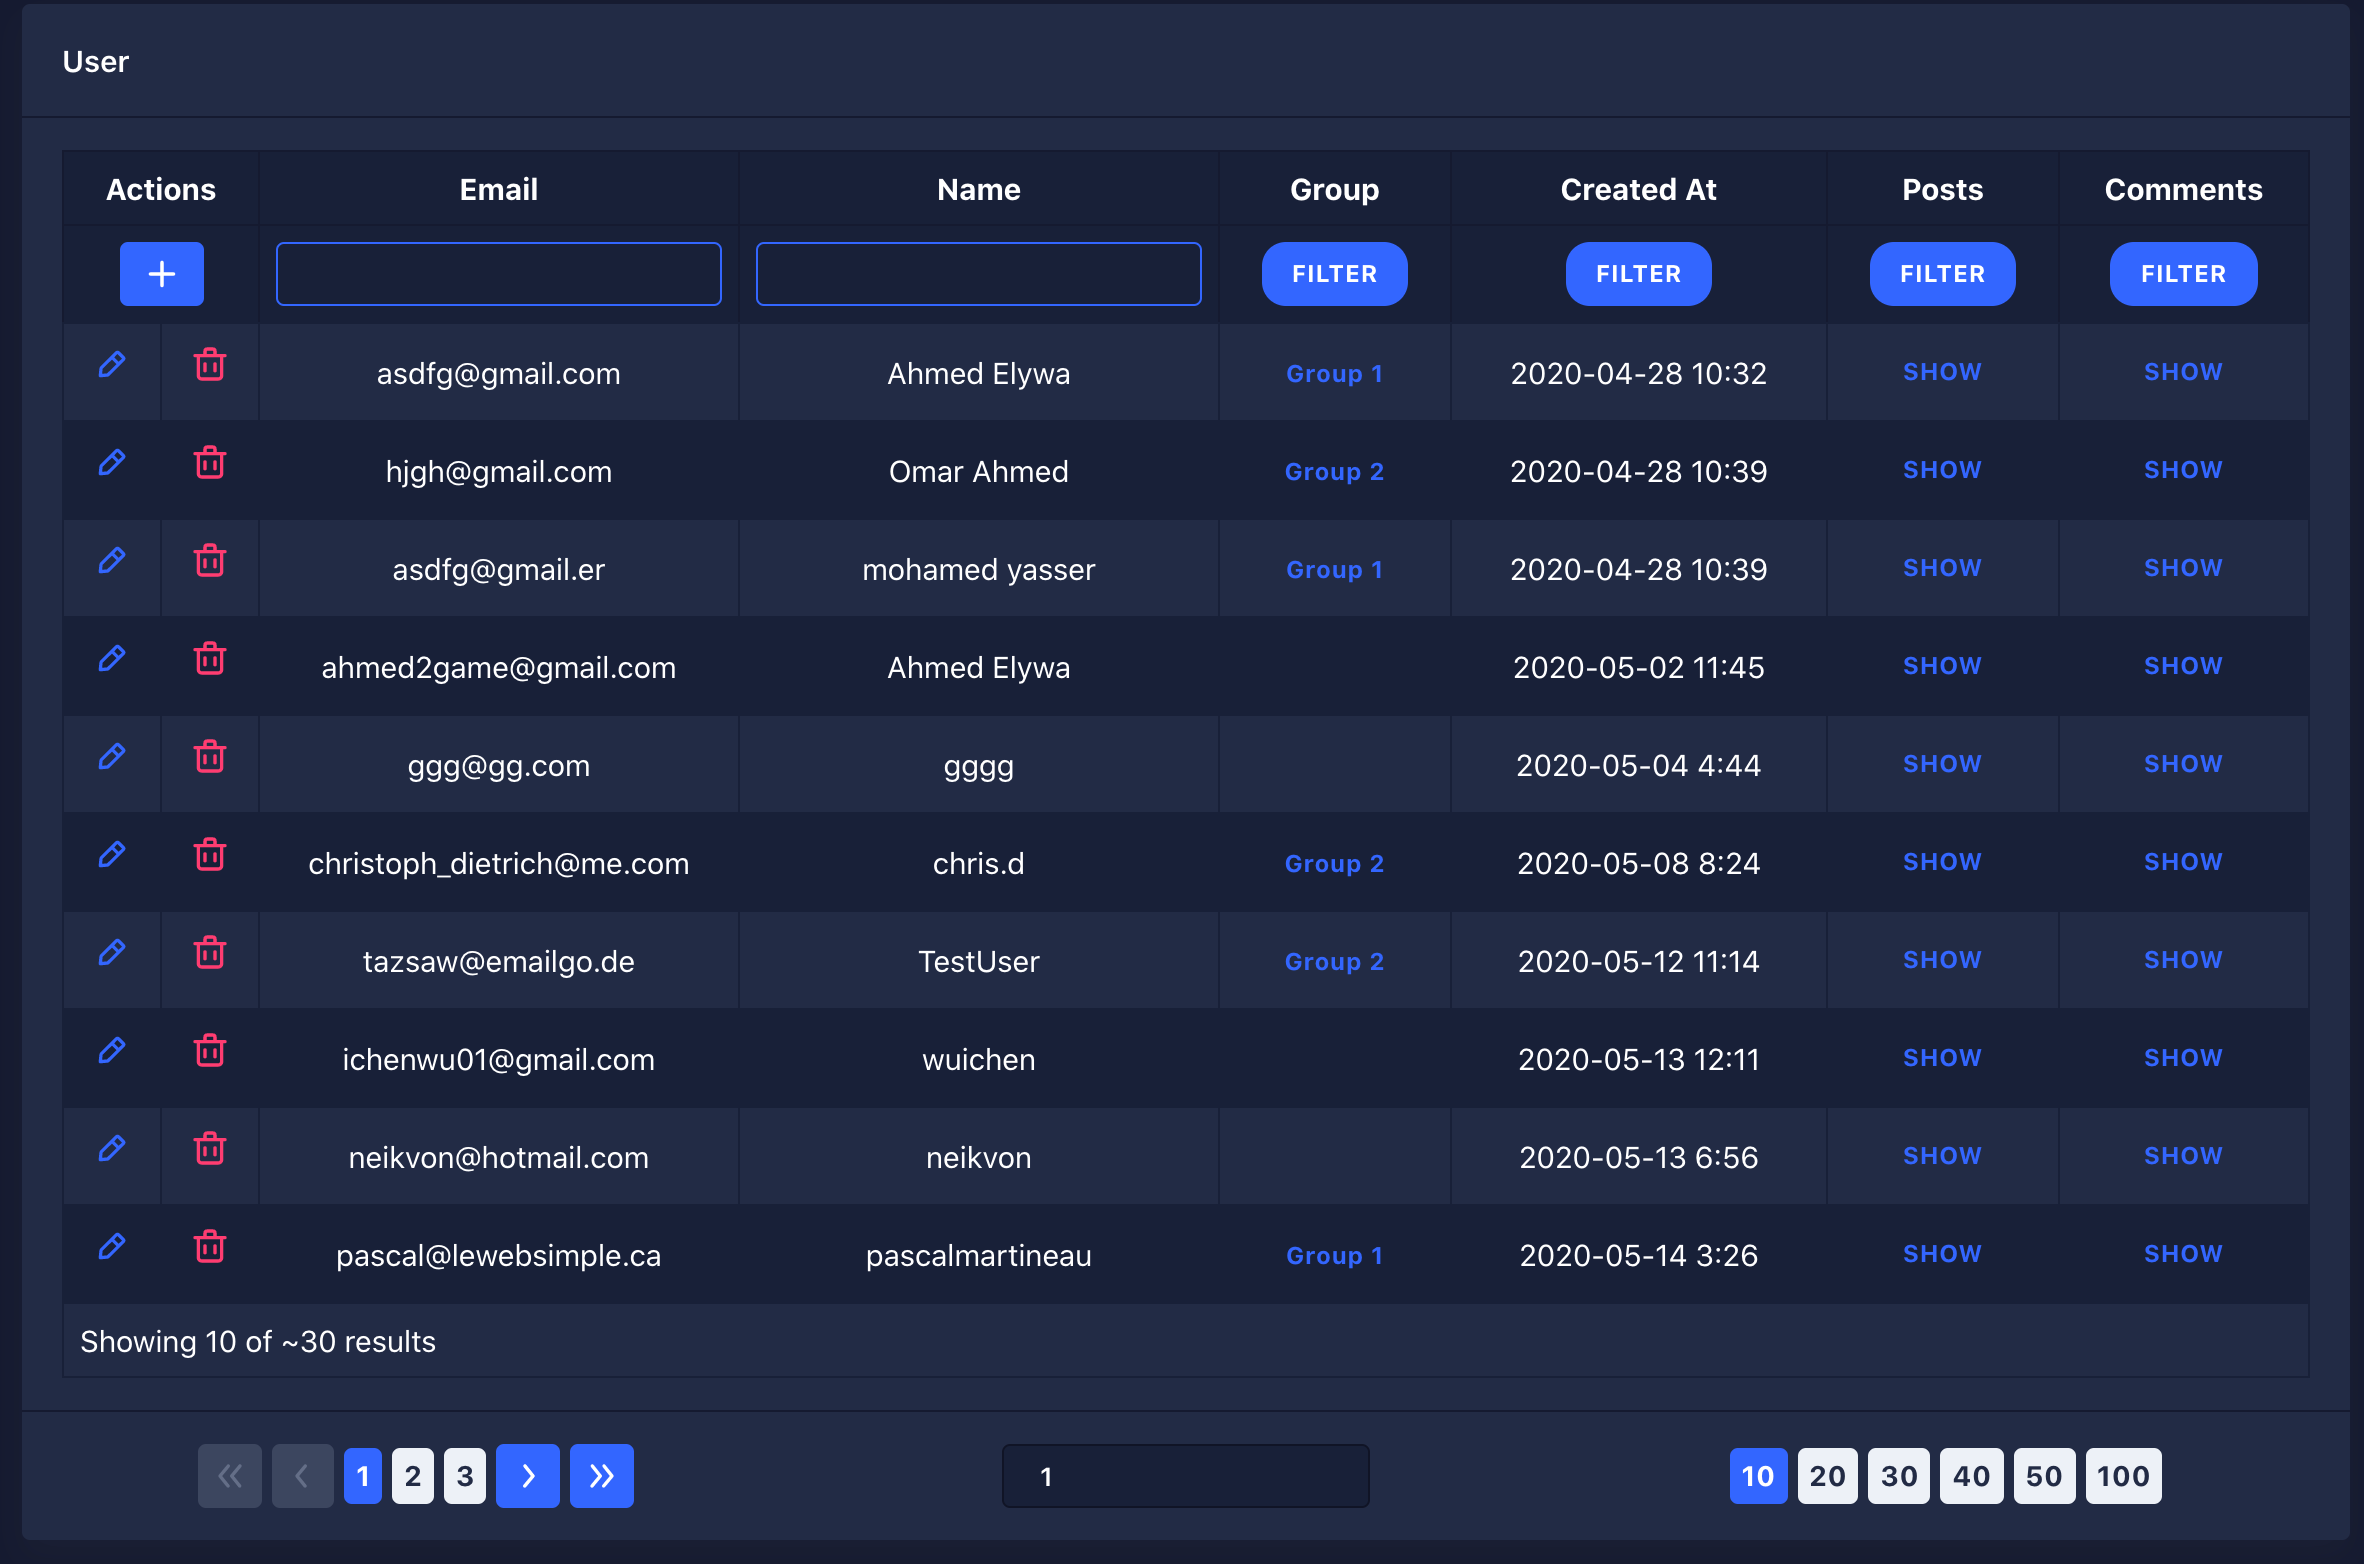 User
Actions Email Name Group Created At Posts Comments
+ FILTER FILTER FILTER FILTER
asdfg@gmail.com Ahmed Elywa Group 1 2020-04-28 10:32 SHOW SHOW
hjgh@gmail.com Omar Ahmed Group 2 2020-04-28 10:39 SHOW SHOW
asdfg@gmail.er mohamed yasser Group 1 2020-04-28 10:39 SHOW SHOW
ahmed2game@gmail.com Ahmed Elywa 2020-05-02 11:45 SHOW SHOW
ggg@gg.com gggg 2020-05-04 4:44 SHOW SHOW
christoph_dietrich@me.com chris.d Group 2 2020-05-08 8:24 SHOW SHOW
tazsaw@emailgo.de TestUser Group 2 2020-05-12 11:14 SHOW SHOW
ichenwu01@gmail.com wuichen 2020-05-13 12:11 SHOW SHOW
neikvon@hotmail.com neikvon 2020-05-13 6:56 SHOW SHOW
pascal@lewebsimple.ca pascalmartineau Group 1 2020-05-14 3:26 SHOW SHOW
Showing 10 of ~30 results
1 2 3 1 10 20 30 40 50 100